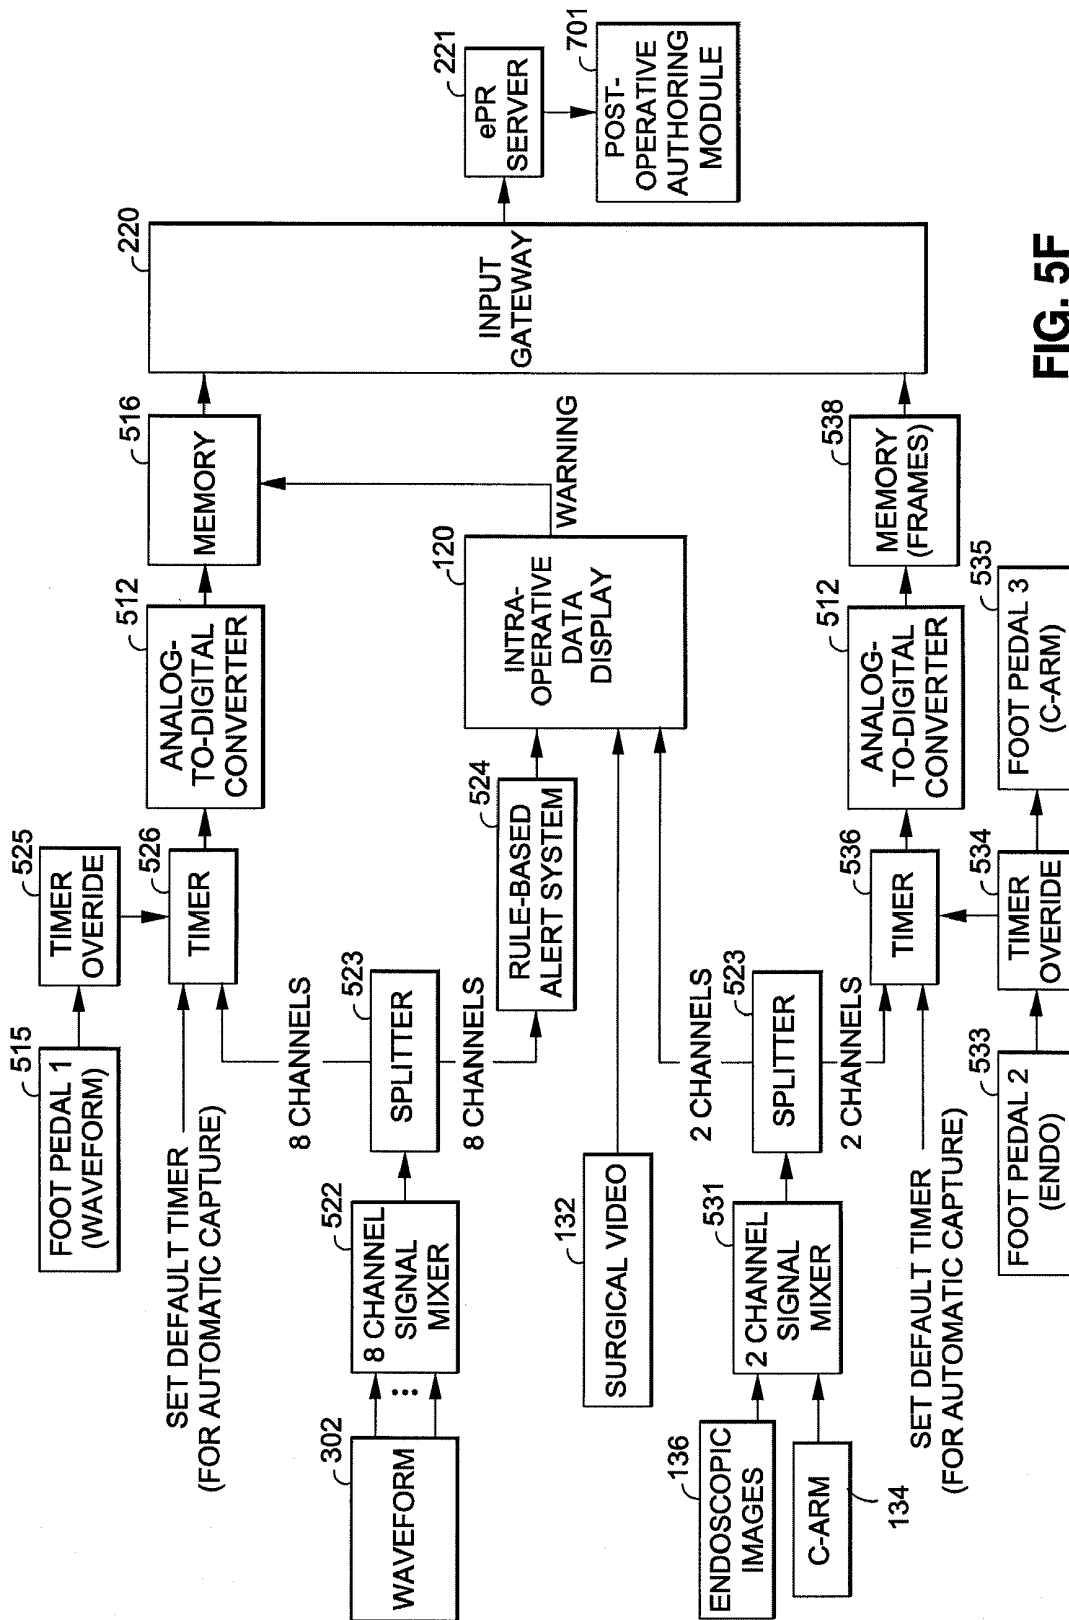 515
FOOT PEDAL 1
(WAVEFORM)
525
TIMER
OVERIDE
SET DEFAULT TIMER
(FOR AUTOMATIC CAPTURE)
526
TIMER
512
ANALOG-
TO-DIGITAL
CONVERTER
516
MEMORY
220
INPUT
GATEWAY
221
ePR
SERVER
701
POST-
OPERATIVE
AUTHORING
MODULE
302
WAVEFORM
522
8 CHANNEL
SIGNAL
MIXER
8 CHANNELS
523
SPLITTER
8 CHANNELS
524
RULE-BASED
ALERT SYSTEM
120
INTRA-
OPERATIVE
DATA
DISPLAY
WARNING
132
SURGICAL VIDEO
136
ENDOSCOPIC
IMAGES
C-ARM
134
531
2 CHANNEL
SIGNAL
MIXER
2 CHANNELS
523
SPLITTER
2 CHANNELS
SET DEFAULT TIMER
(FOR AUTOMATIC CAPTURE)
536
TIMER
512
ANALOG-
TO-DIGITAL
CONVERTER
538
MEMORY
(FRAMES)
533
FOOT PEDAL 2
(ENDO)
534
TIMER
OVERIDE
535
FOOT PEDAL 3
(C-ARM)
FIG. 5F